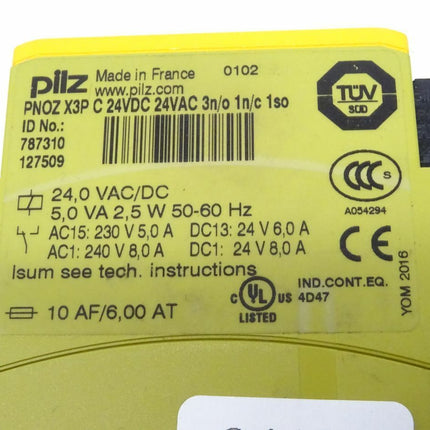 pilz Made in France 0102
www.pilz.com
PNOZ X3P C 24VDC 24VAC 3n/o 1n/c 1so
ID No.:
787310
127509
TÜV
SÜD
CCC S
A054294
24,0 VAC/DC
5,0 VA 2,5 W 50-60 Hz
AC15: 230 V 5,0 A DC13: 24 V 6,0 A
AC1: 240 V 8,0 A DC1: 24 V 8,0 A
Isum see tech. instructions
CE
YOM 2016
10 AF/6,00 AT
C UL US
LISTED
IND.CONT.EQ.
4D47